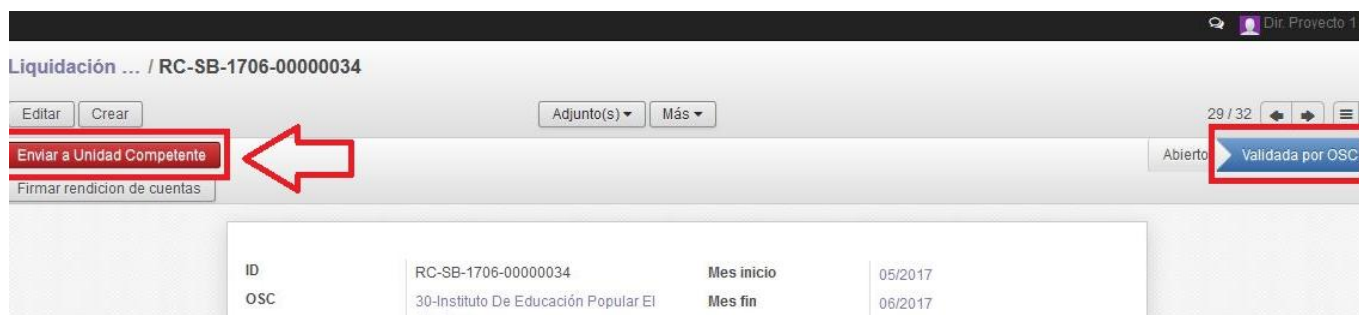 Dir. Proyecto 1
Liquidación ... / RC-SB-1706-00000034
Editar Crear Adjunto(s) Más 29 / 32
Enviar a Unidad Competente Abierto Validada por OSC
Firmar rendicion de cuentas
ID RC-SB-1706-00000034 Mes inicio 05/2017
OSC 30-Instituto De Educación Popular El Mes fin 06/2017